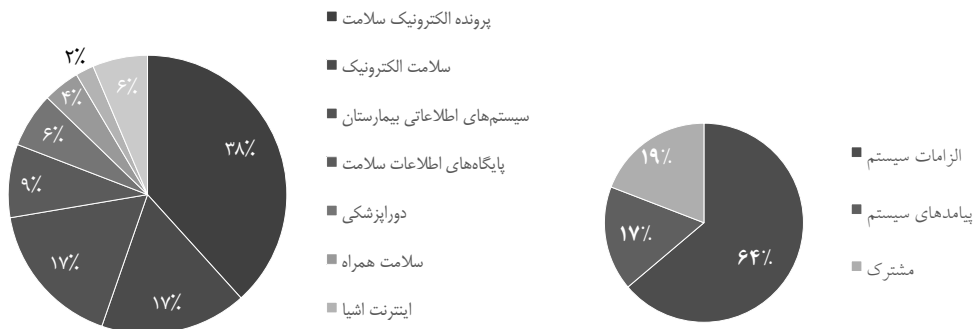 ۳۸٪
۱۷٪
۱۷٪
۹٪
۶٪
۴٪
۲٪
۶٪
پرونده الکترونیک سلامت
سلامت الکترونیک
سیستم‌های اطلاعاتی بیمارستان
پایگاه‌های اطلاعات سلامت
دوراپزشکی
سلامت همراه
اینترنت اشیا
۶۴٪
۱۷٪
۱۹٪
الزامات سیستم
پیامدهای سیستم
مشترک